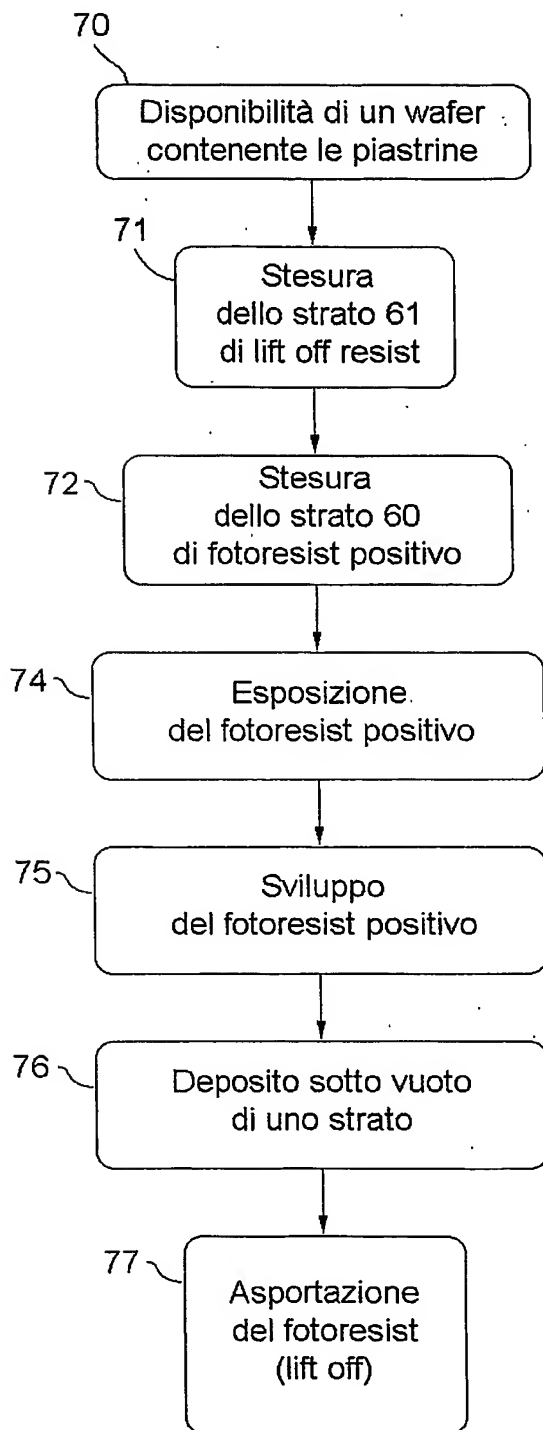 70
Disponibilità di un wafer
contenente le piastrine
71
Stesura
dello strato 61
di lift off resist
72
Stesura
dello strato 60
di fotoresist positivo
74
Esposizione
del fotoresist positivo
75
Sviluppo
del fotoresist positivo
76
Deposito sotto vuoto
di uno strato
77
Asportazione
del fotoresist
(lift off)